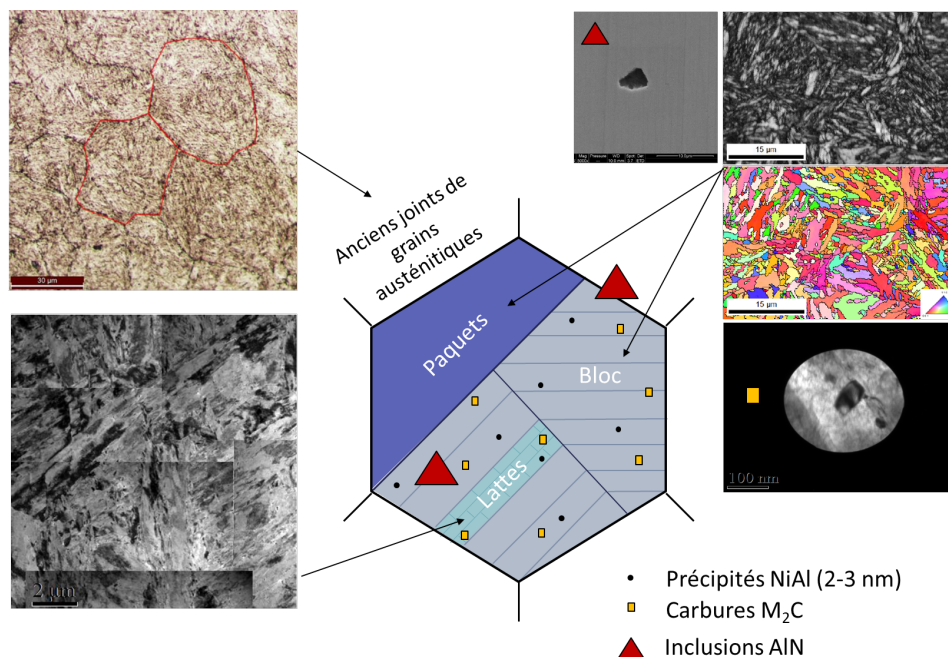 30 µm
15 µm
Anciens joints de
grains
austénitiques
15 µm
Paquets
Bloc
Lattes
100 nm
2 µm
Précipités NiAl (2-3 nm)
Carbures M₂C
Inclusions AlN